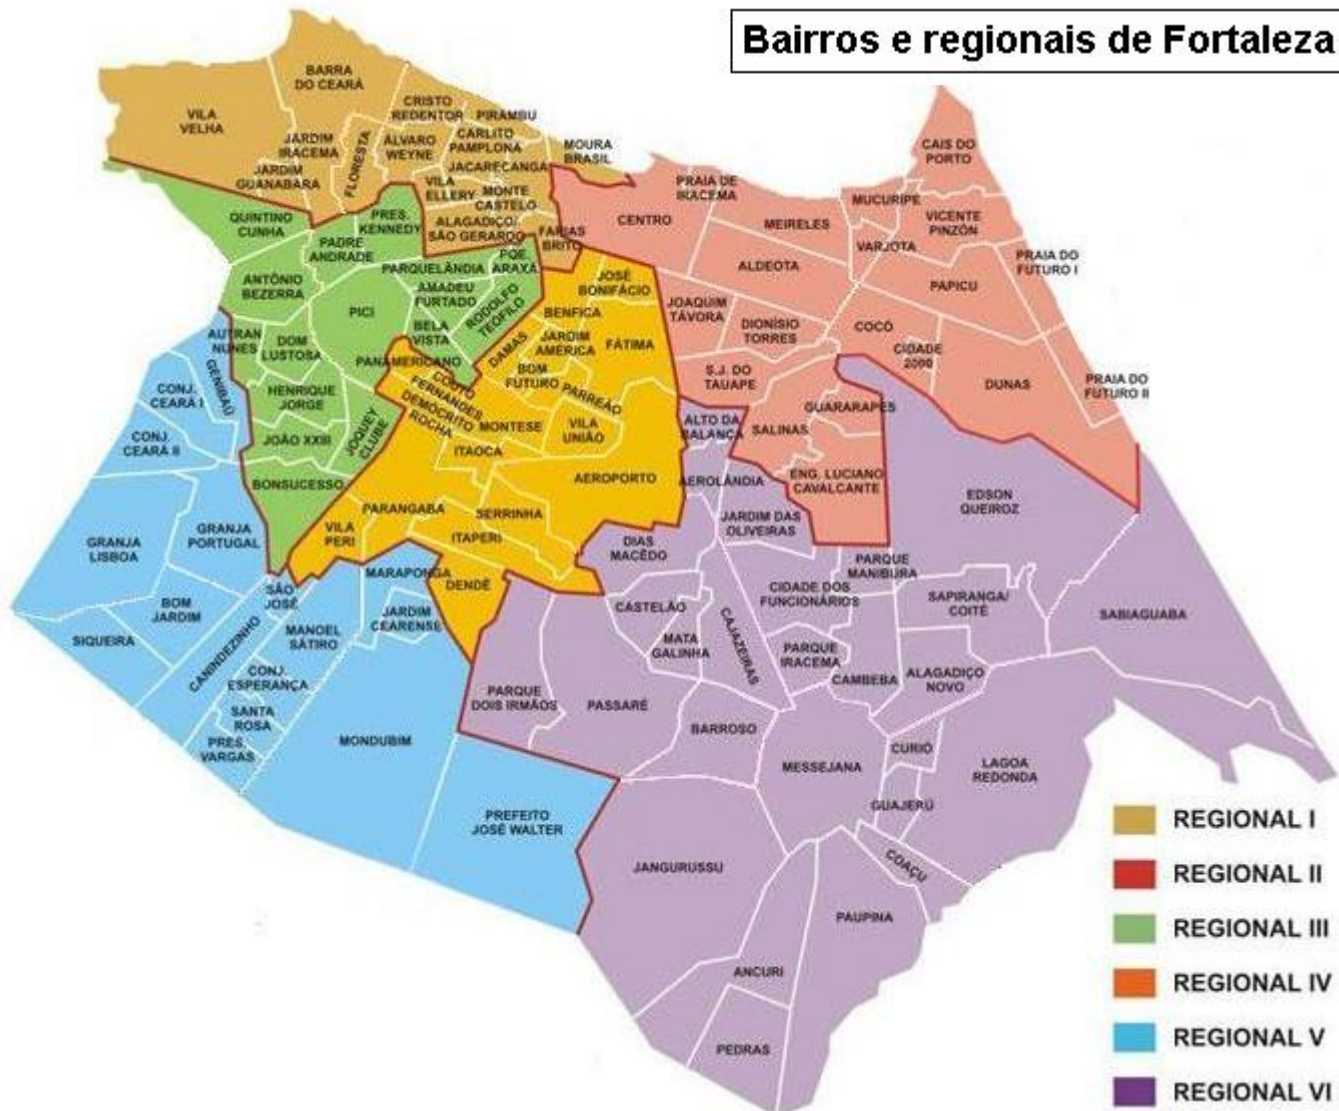 Bairros e regionais de Fortaleza
BARRA
DO CEARÁ
VILA
VELHA
CRISTO
REDENTOR
PIRAMBU
JARDIM
IRACEMA
FLORESTA
ÁLVARO
WEYNE
CARLITO
PAMPLONA
MOURA
BRASIL
JARDIM
GUANABARA
JACARECANGA
VILA
ELLERY
MONTE
CASTELO
ALAGADIÇO/
SÃO GERARDO
FARIAS
BRITO
CAIS DO
PORTO
PRAIA DE
IRACEMA
CENTRO
MEIRELES
MUCURIPE
VICENTE
PINZÓN
VARJOTA
PRAIA DO
FUTURO I
ALDEOTA
PAPICU
JOAQUIM
TÁVORA
DIONÍSIO
TORRES
COCÓ
CIDADE
2000
DUNAS
PRAIA DO
FUTURO II
S.J. DO
TAUAPE
GUARARAPES
SALINAS
ENG. LUCIANO
CAVALCANTE
QUINTINO
CUNHA
PRES.
KENNEDY
PADRE
ANDRADE
PARQUELÂNDIA
PQE.
ARAXÁ
ANTÔNIO
BEZERRA
AMADEU
FURTADO
RODOLFO
TEÓFILO
PICI
BELA
VISTA
AUTRAN
NUNES
DOM
LUSTOSA
PANAMERICANO
HENRIQUE
JORGE
JOÃO XXIII
JOQUEY
CLUBE
BONSUCESSO
JOSÉ
BONIFÁCIO
BENFICA
DAMAS
JARDIM
AMÉRICA
FÁTIMA
BOM
FUTURO
PARREÃO
COUTO
FERNANDES
DEMÓCRITO
ROCHA
MONTESE
VILA
UNIÃO
ITAOCA
AEROPORTO
PARANGABA
SERRINHA
VILA
PERI
ITAPERI
DENDÊ
GENIBAÚ
CONJ.
CEARÁ I
CONJ.
CEARÁ II
GRANJA
LISBOA
GRANJA
PORTUGAL
BOM
JARDIM
SIQUEIRA
SÃO
JOSÉ
CANINDEZINHO
MANOEL
SÁTIRO
MARAPONGA
JARDIM
CEARENSE
CONJ.
ESPERANÇA
SANTA
ROSA
PRES.
VARGAS
MONDUBIM
PREFEITO
JOSÉ WALTER
ALTO DA
BALANÇA
AEROLÂNDIA
JARDIM DAS
OLIVEIRAS
EDSON
QUEIROZ
DIAS
MACÊDO
PARQUE
MANIBURA
CIDADE DOS
FUNCIONÁRIOS
SAPIRANGA/
COITÉ
SABIAGUABA
CASTELÃO
MATA
GALINHA
CAJAZEIRAS
PARQUE
IRACEMA
CAMBEBA
ALAGADIÇO
NOVO
PARQUE
DOIS IRMÃOS
PASSARÉ
BARROSO
MESSEJANA
CURIÓ
LAGOA
REDONDA
GUAJERÚ
COAÇU
JANGURUSSU
PAUPINA
ANCURI
PEDRAS
REGIONAL I
REGIONAL II
REGIONAL III
REGIONAL IV
REGIONAL V
REGIONAL VI